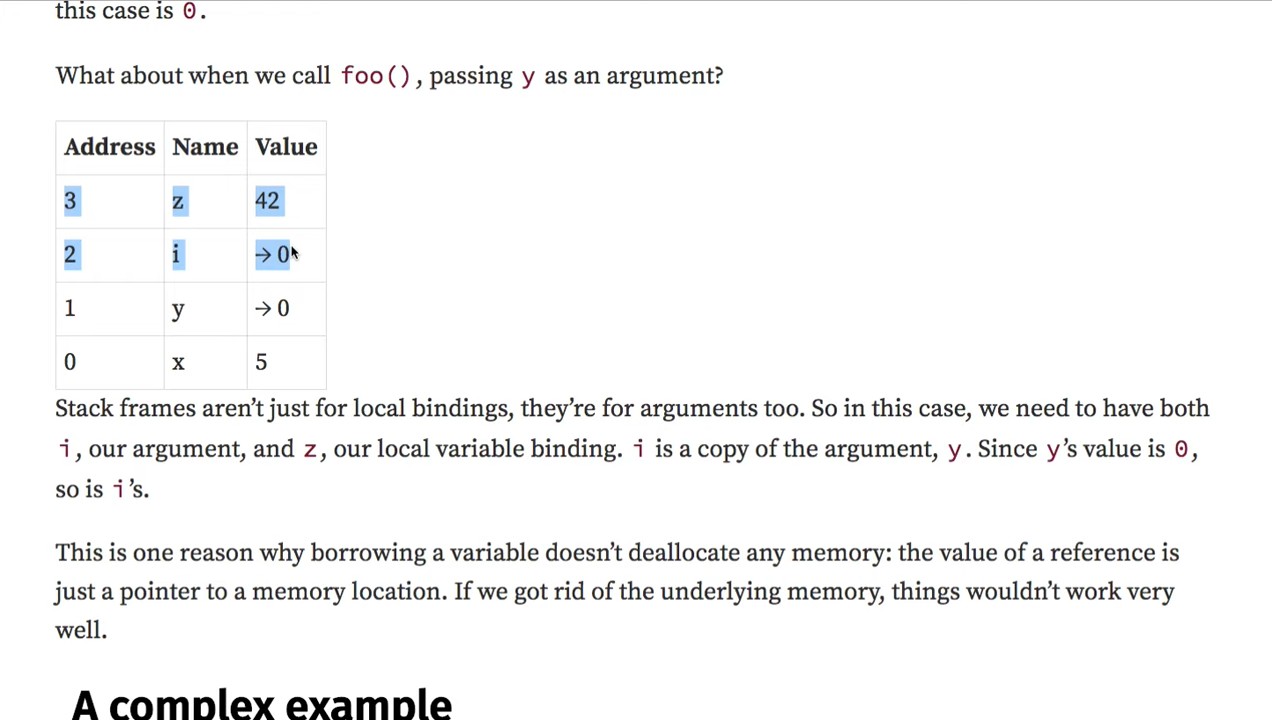 this case is 0.
What about when we call foo(), passing y as an argument?
Address Name Value
3 z 42
2 i → 0
1 y → 0
0 x 5
Stack frames aren’t just for local bindings, they’re for arguments too. So in this case, we need to have both
i, our argument, and z, our local variable binding. i is a copy of the argument, y. Since y’s value is 0,
so is i’s.
This is one reason why borrowing a variable doesn’t deallocate any memory: the value of a reference is
just a pointer to a memory location. If we got rid of the underlying memory, things wouldn’t work very
well.
A complex example